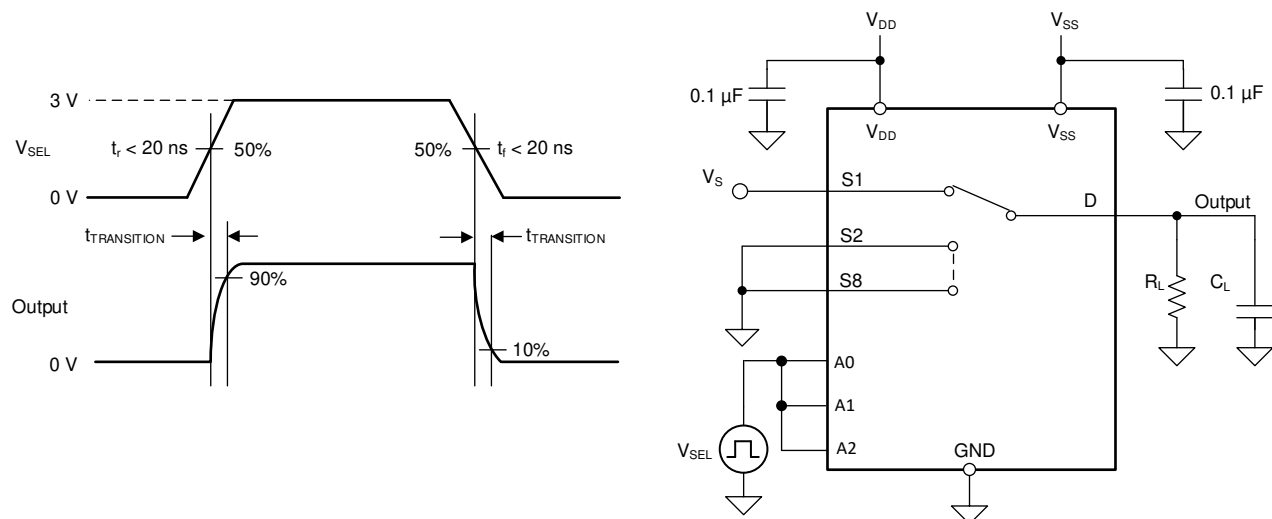 3 V
V_SEL
t_r < 20 ns
50%
50%
t_f < 20 ns
0 V
t_TRANSITION
t_TRANSITION
90%
Output
10%
0 V
V_DD
V_SS
0.1 µF
0.1 µF
V_DD
V_SS
V_S
S1
D
Output
S2
S8
R_L
C_L
A0
A1
A2
V_SEL
GND